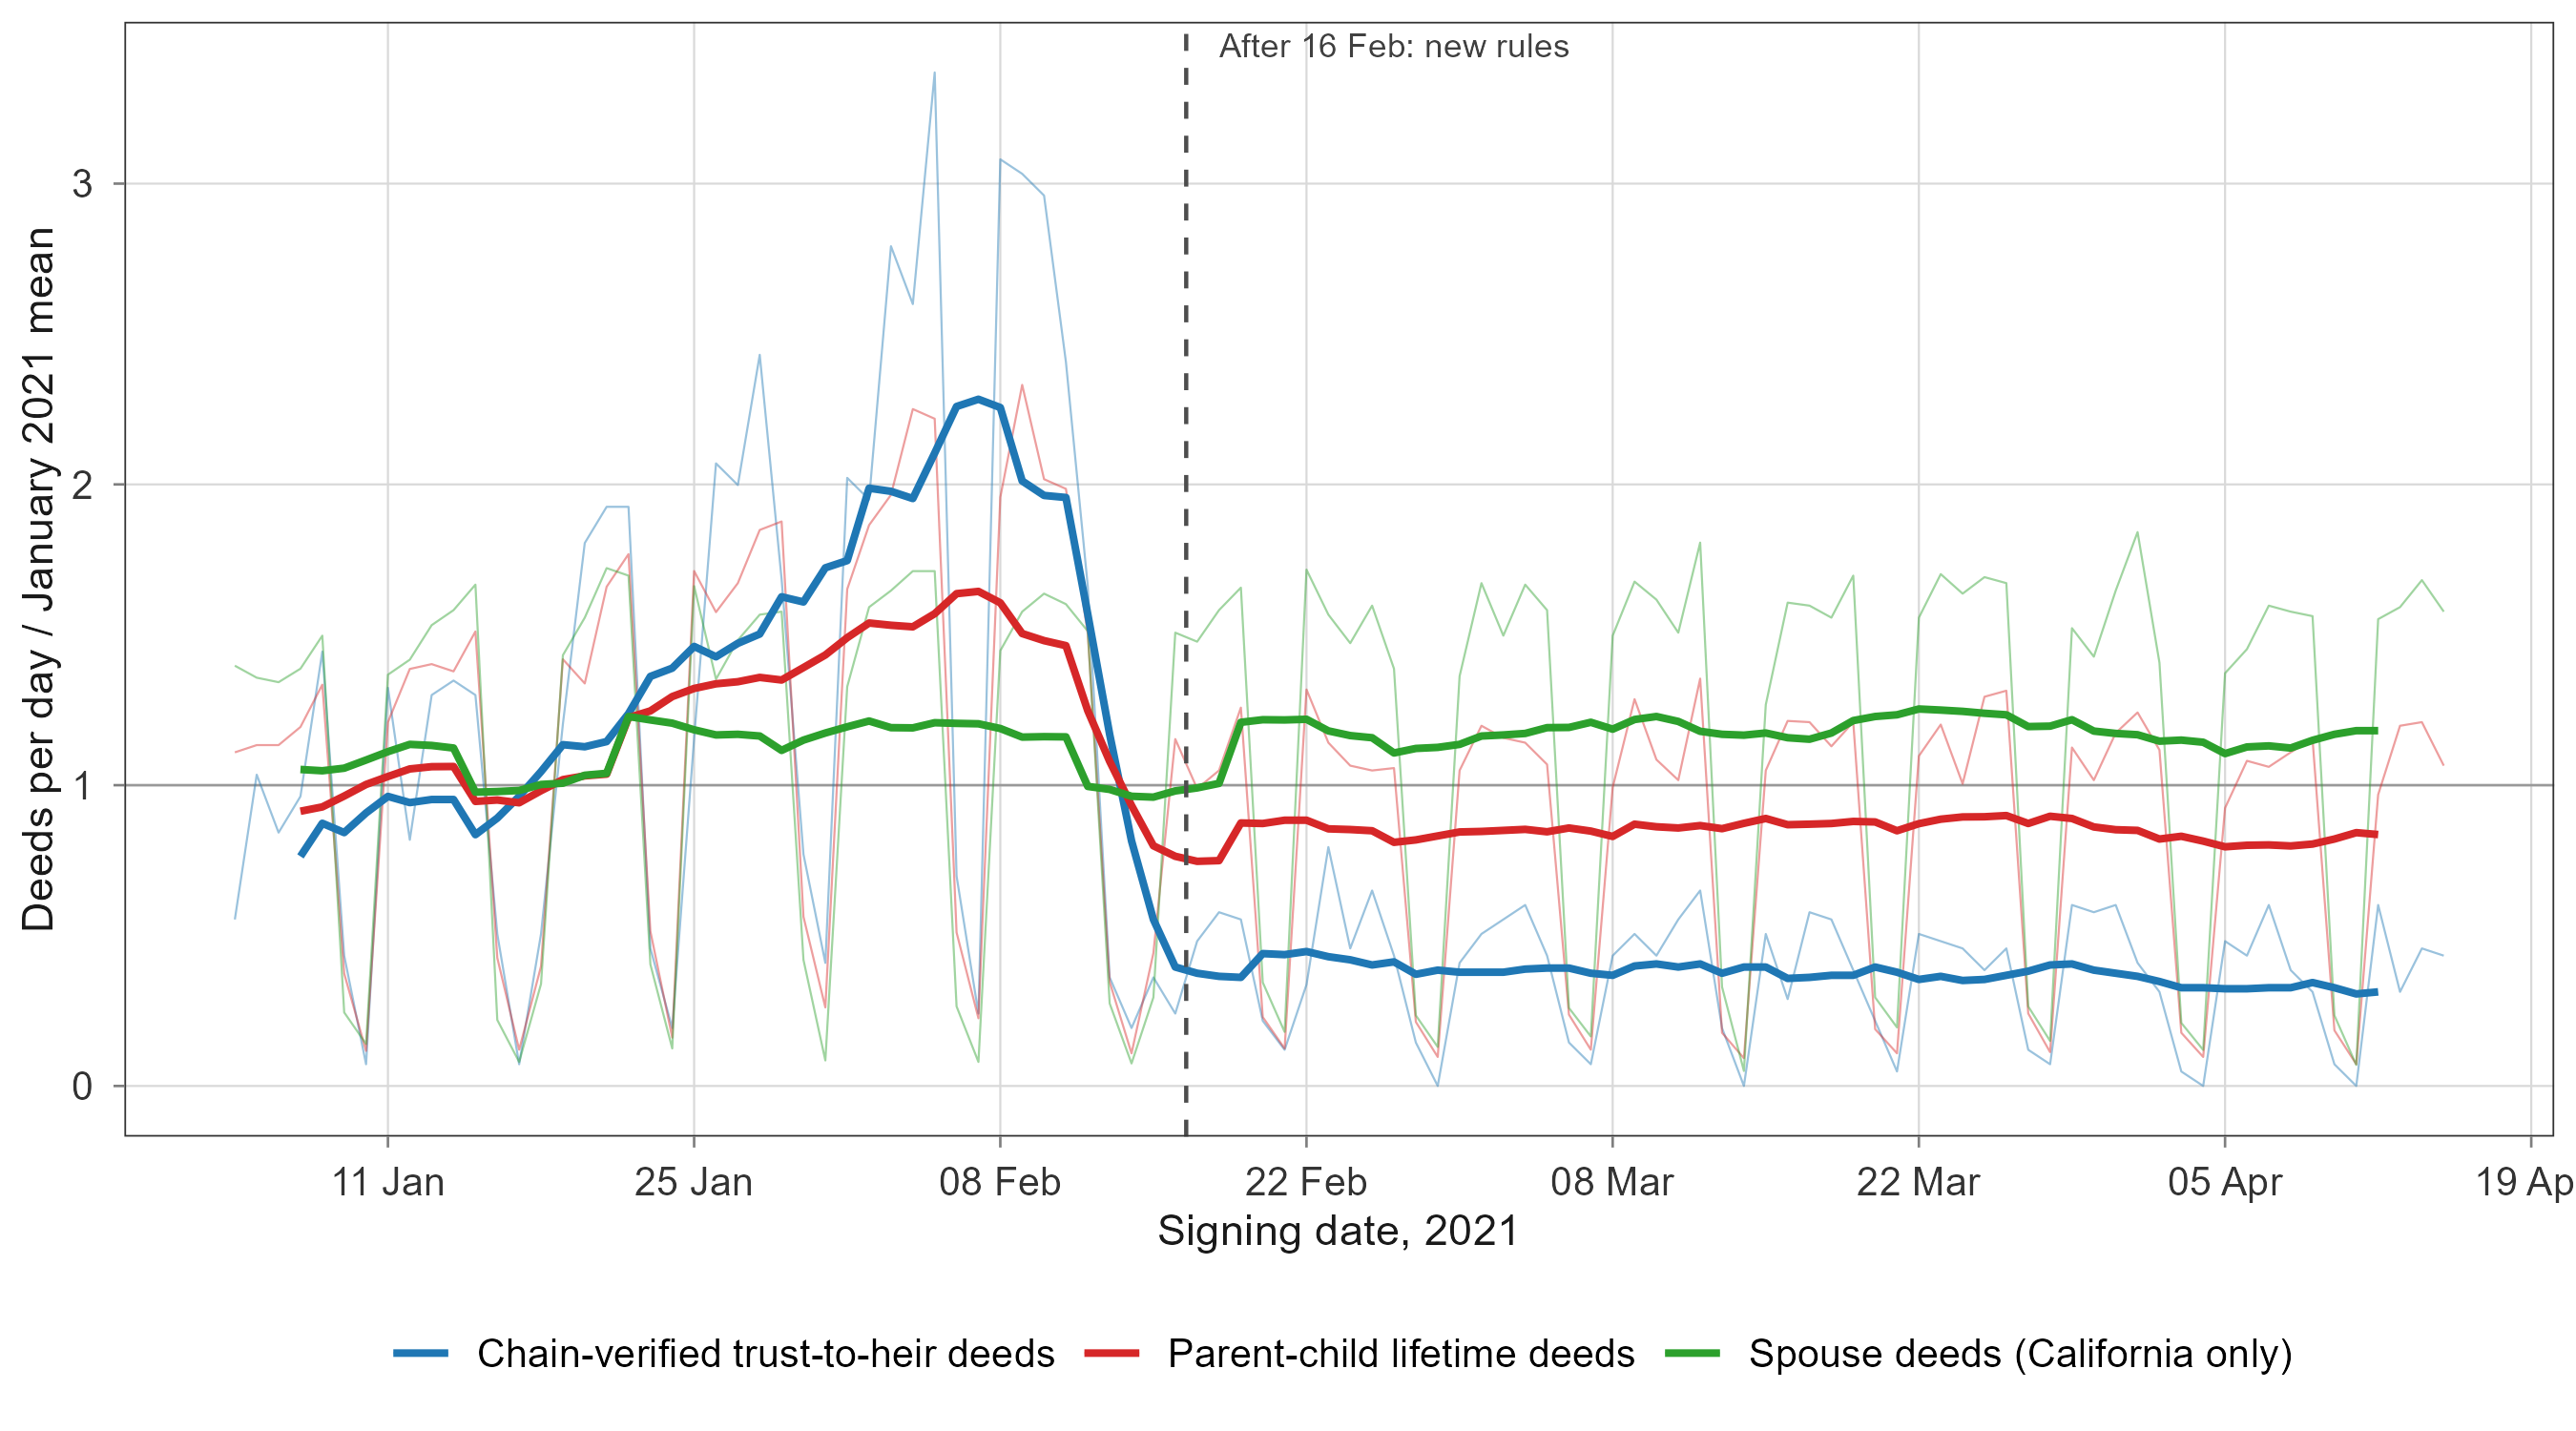 After 16 Feb: new rules
Deeds per day / January 2021 mean
3
2
1
0
11 Jan
25 Jan
08 Feb
22 Feb
08 Mar
22 Mar
05 Apr
19 Ap
Signing date, 2021
Chain-verified trust-to-heir deeds
Parent-child lifetime deeds
Spouse deeds (California only)